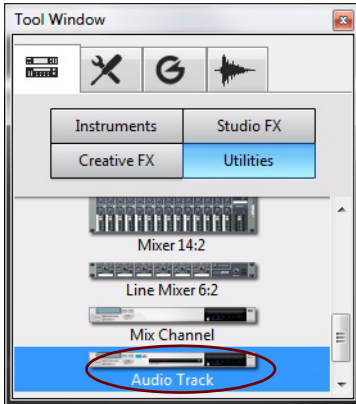 Tool Window
Instruments Studio FX
Creative FX Utilities
Mixer 14:2
Line Mixer 6:2
Mix Channel
Audio Track